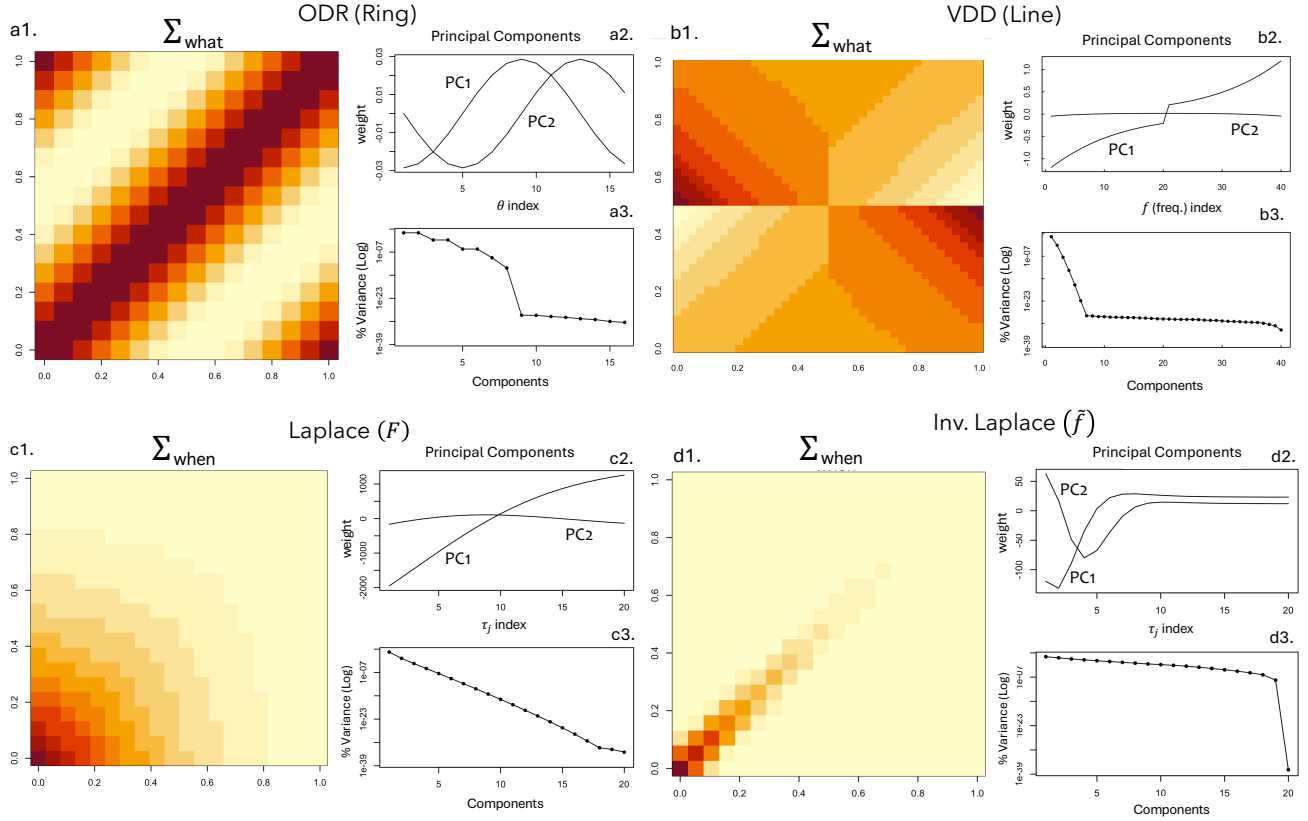 ODR (Ring)
VDD (Line)
a1.
Σwhat
Principal Components
a2.
1.0
0.8
0.6
0.4
0.2
0.0
0.0 0.2 0.4 0.6 0.8 1.0
weight
0.03
0.01
-0.01
-0.03
PC1
PC2
5 10 15
θ index
a3.
% Variance (Log)
1e-07
1e-23
1e-39
5 10 15
Components
b1.
Σwhat
Principal Components
b2.
1.0
0.8
0.6
0.4
0.2
0.0
0.0 0.2 0.4 0.6 0.8 1.0
weight
1.0
0.5
0.0
-1.0
PC1
PC2
0 10 20 30 40
f (freq.) index
b3.
% Variance (Log)
1e-07
1e-23
1e-39
0 10 20 30 40
Components
Laplace (F)
Inv. Laplace (f̃)
c1.
Σwhen
Principal Components
c2.
1.0
0.8
0.6
0.4
0.2
0.0
0.0 0.2 0.4 0.6 0.8 1.0
weight
1000
0
-1000
-2000
PC1
PC2
5 10 15 20
τj index
c3.
% Variance (Log)
1e-07
1e-23
1e-39
5 10 15 20
Components
d1.
Σwhen
Principal Components
d2.
1.0
0.8
0.6
0.4
0.2
0.0
0.0 0.2 0.4 0.6 0.8 1.0
weight
50
0
-50
-100
PC2
PC1
5 10 15 20
τj index
d3.
% Variance (Log)
1e-07
1e-23
1e-39
5 10 15 20
Components